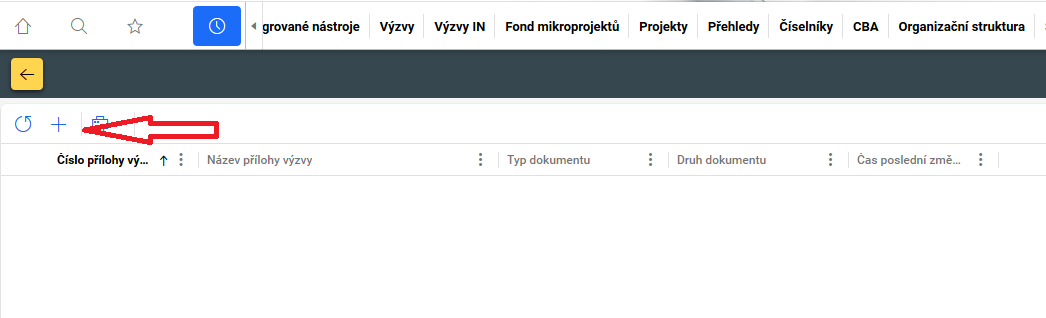 grované nástroje Výzvy Výzvy IN Fond mikroprojektů Projekty Přehledy Číselníky CBA Organizační struktura
Číslo přílohy vý... Název přílohy výzvy Typ dokumentu Druh dokumentu Čas poslední změ...